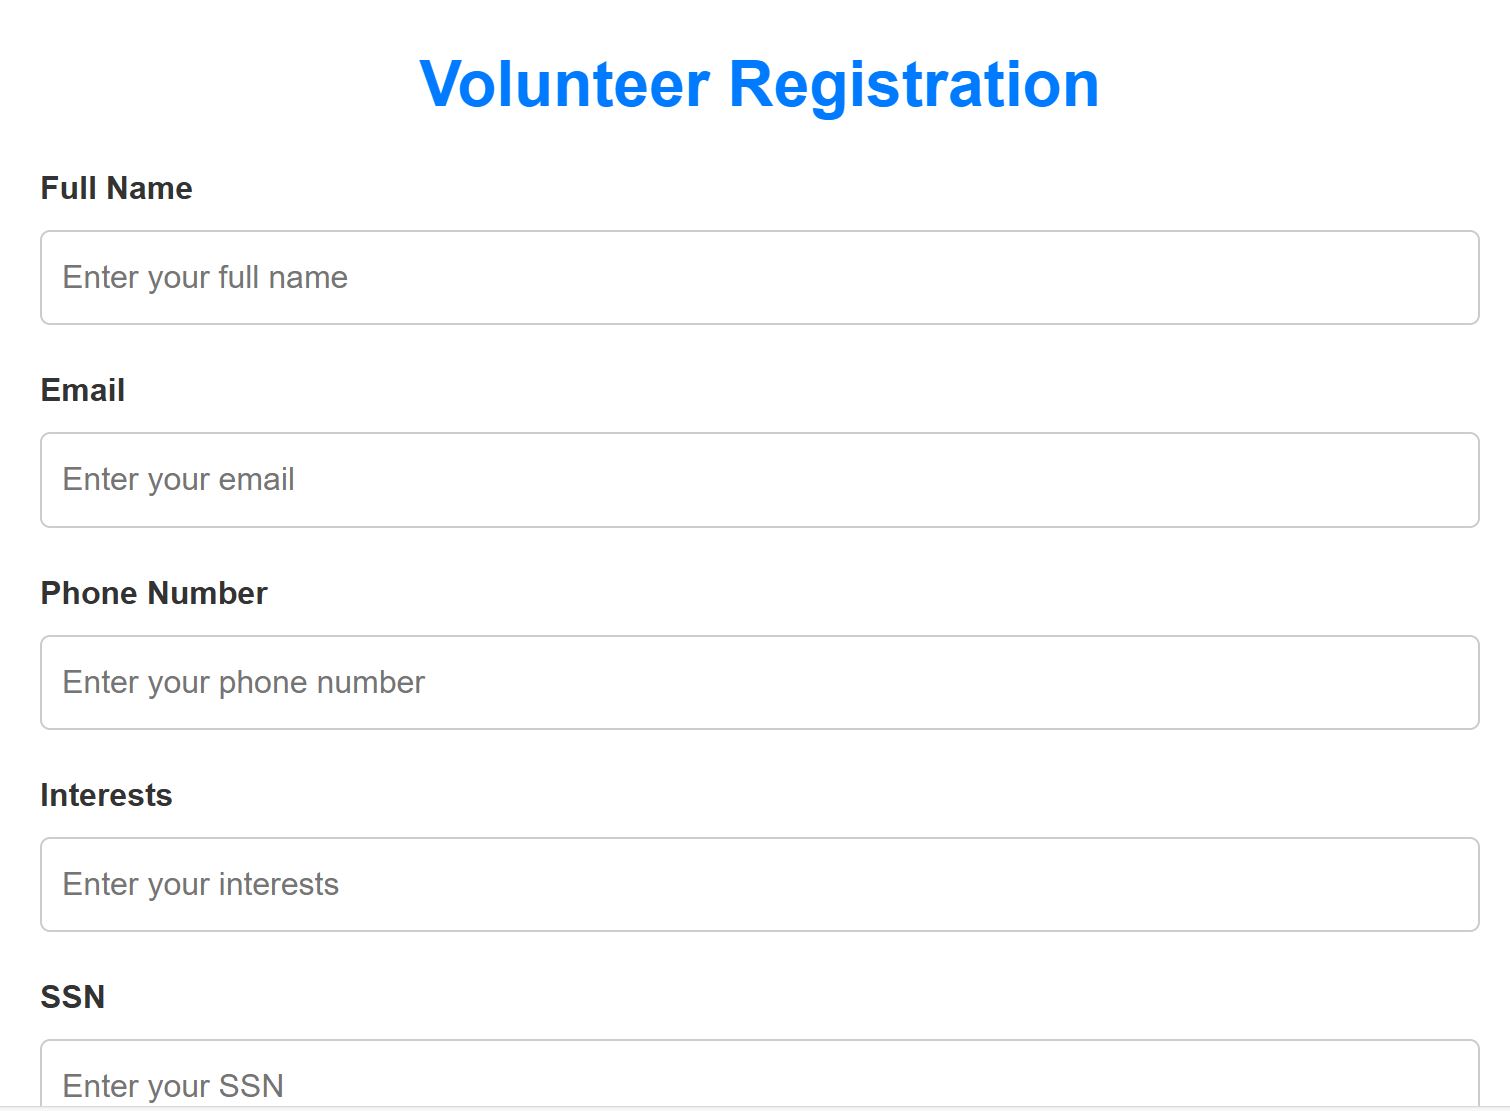 Volunteer Registration
Full Name
Enter your full name
Email
Enter your email
Phone Number
Enter your phone number
Interests
Enter your interests
SSN
Enter your SSN